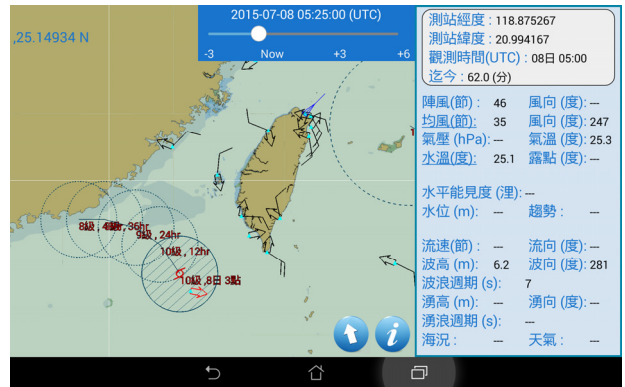 2015-07-08 05:25:00 (UTC)
,25.14934 N
-3 Now +3 +6
測站經度 : 118.875267
測站緯度 : 20.994167
觀測時間(UTC) : 08日 05:00
迄今 : 62.0 (分)
陣風(節) : 46 風向 (度): ---
均風(節): 35 風向 (度): 247
氣壓 (hPa): --- 氣溫 (度): 25.3
水溫(度): 25.1 露點 (度): ---
水平能見度 (浬): ---
水位 (m): --- 趨勢 : ---
流速(節) : --- 流向 (度): ---
波高 (m): 6.2 波向 (度): 281
波浪週期 (s): 7
湧高 (m): --- 湧向 (度): ---
湧浪週期 (s): ---
海況 : --- 天氣 : ---
8級 , 36hr
9級 , 24hr
10級 , 12hr
10級 ,8日 3點
i